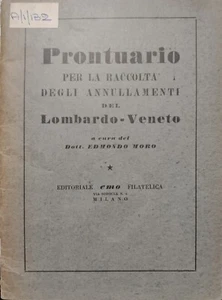 Prontuario
PER LA RACCOLTA
DEGLI ANNULLAMENTI
DEL
Lombardo-Veneto
a cura del
Dott. EDMONDO MORO
EDITORIALE emo FILATELICA
MILANO